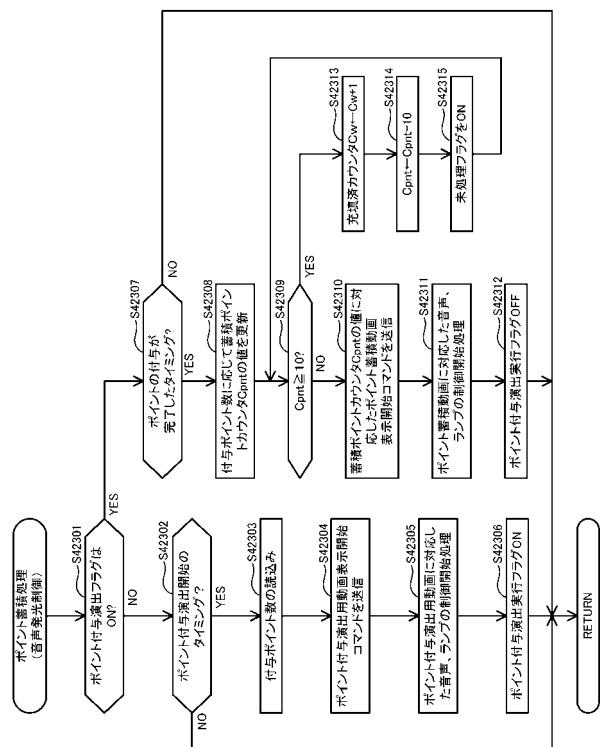 ポイント蓄積処理
(音声発光制御)
S42301
ポイント付与演出フラグは
ON?
YES
NO
S42302
ポイント付与演出開始の
タイミング?
NO
YES
S42303
付与ポイント数の読込み
S42304
ポイント付与演出用動画表示開始
コマンドを送信
S42305
ポイント付与演出用動画に対応し
た音声、ランプの制御開始処理
S42306
ポイント付与演出実行フラグON
RETURN
S42307
ポイントの付与が
完了したタイミング?
NO
YES
S42308
付与ポイント数に応じて蓄積ポイン
トカウンタCpntの値を更新
S42309
Cpnt≧10?
YES
NO
S42310
蓄積ポイントカウンタCpntの値に対
応したポイント蓄積動画
表示開始コマンドを送信
S42311
ポイント蓄積動画に対応した音声、
ランプの制御開始処理
S42312
ポイント付与演出実行フラグOFF
S42313
充填済カウンタCw←Cw+1
S42314
Cpnt←Cpnt-10
S42315
未処理フラグをON